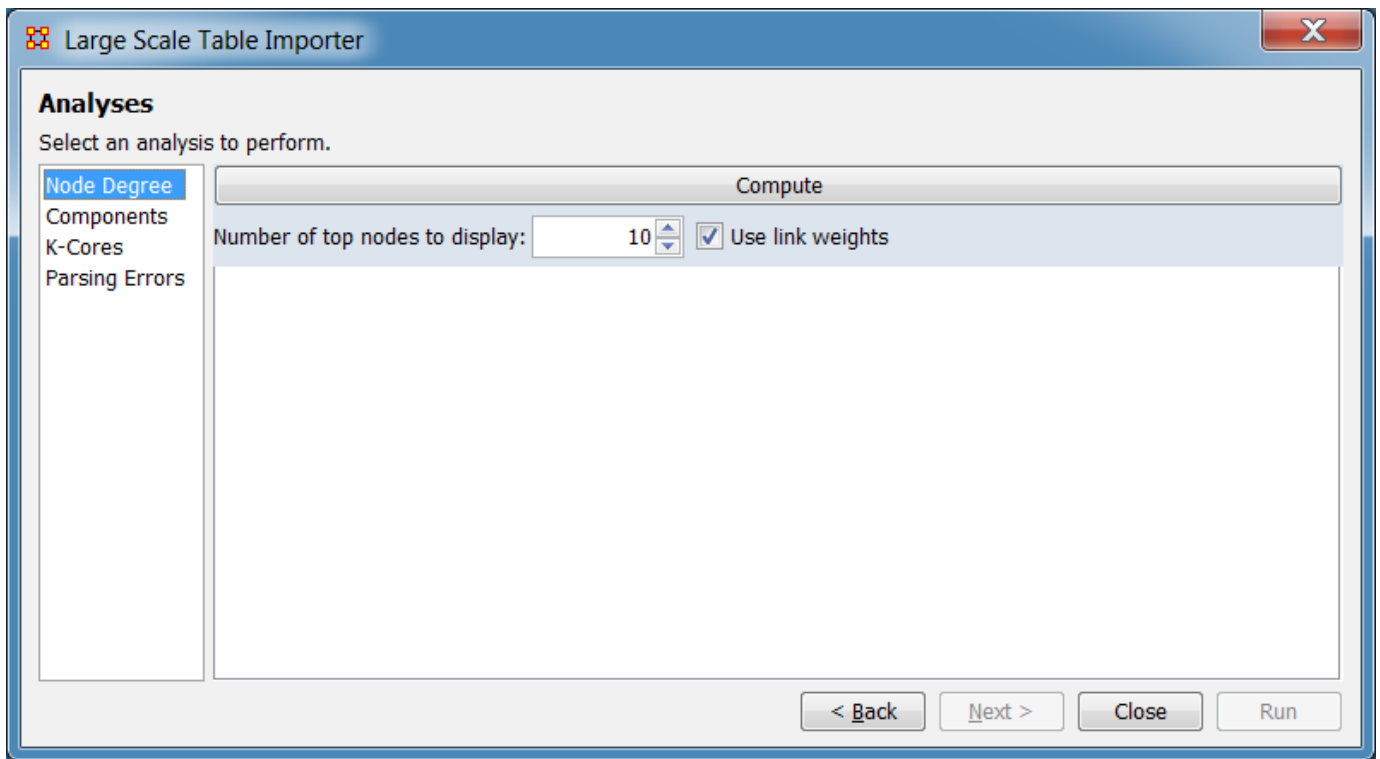 Large Scale Table Importer
X
Analyses
Select an analysis to perform.
Node Degree
Components
K-Cores
Parsing Errors
Compute
Number of top nodes to display: 10 Use link weights
< Back Next > Close Run